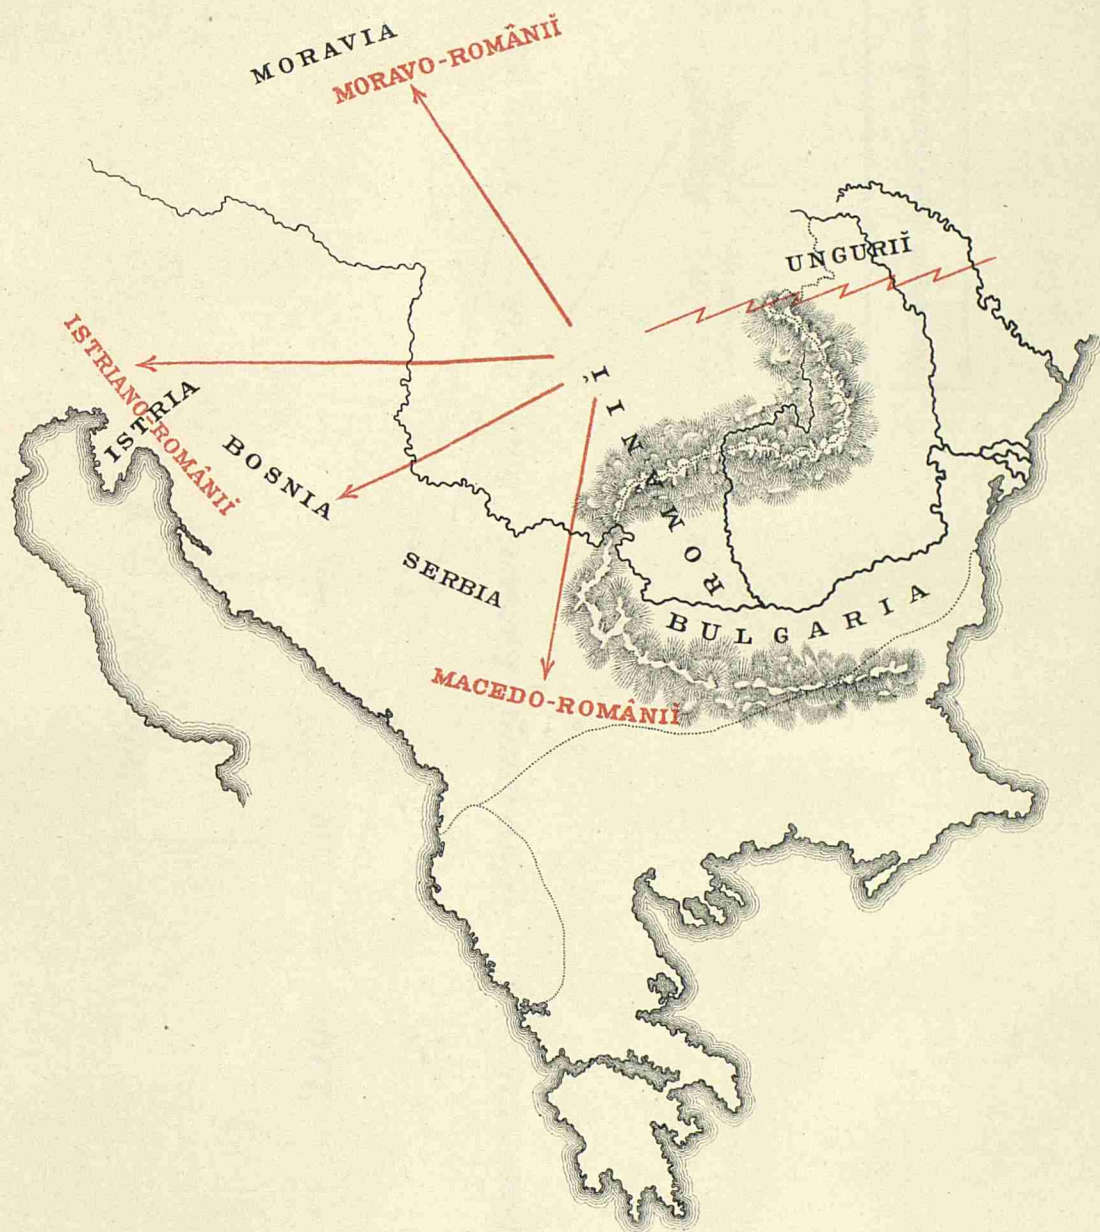 MORAVIA
MORAVO-ROMÂNIĬ
UNGURIĬ
ISTRIANO-ROMÂNIĬ
ISTRIA
BOSNIA
ROMÂNIĬ
SERBIA
BULGARIA
MACEDO-ROMÂNIĬ